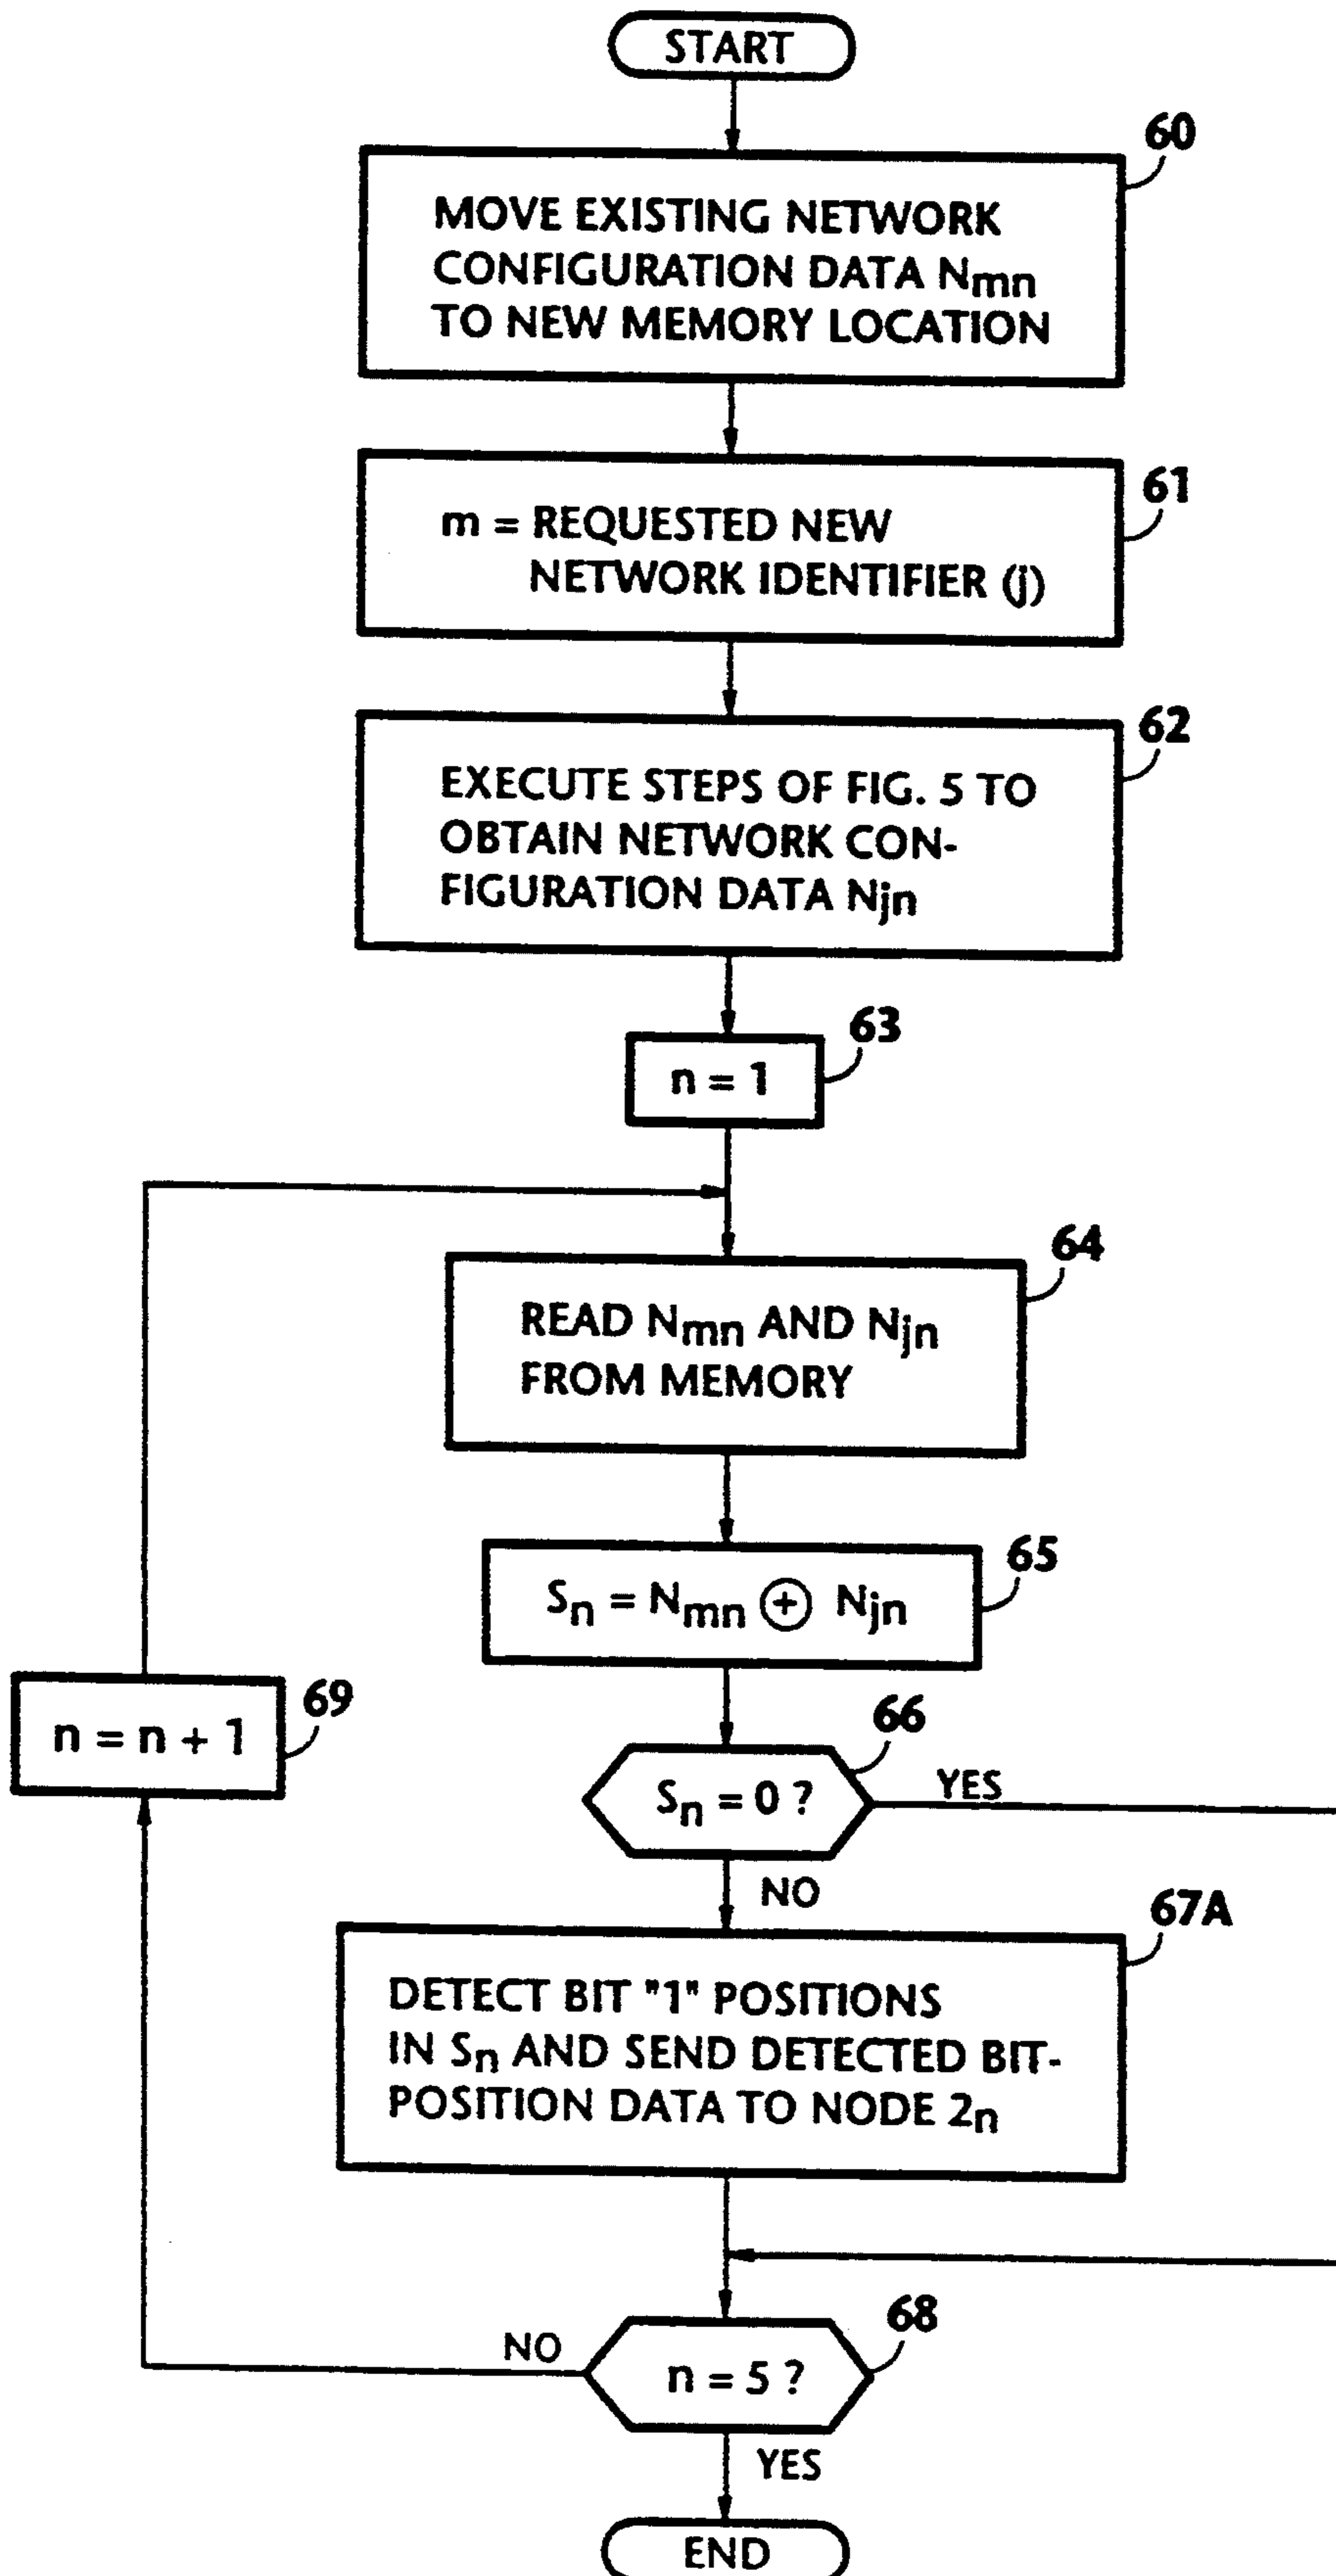 START
60
MOVE EXISTING NETWORK
CONFIGURATION DATA Nmn
TO NEW MEMORY LOCATION
61
m = REQUESTED NEW
NETWORK IDENTIFIER (j)
62
EXECUTE STEPS OF FIG. 5 TO
OBTAIN NETWORK CON-
FIGURATION DATA Njn
63
n = 1
64
READ Nmn AND Njn
FROM MEMORY
65
Sn = Nmn ⊕ Njn
69
n = n + 1
66
Sn = 0 ?
YES
NO
67A
DETECT BIT "1" POSITIONS
IN Sn AND SEND DETECTED BIT-
POSITION DATA TO NODE 2n
68
NO
n = 5 ?
YES
END